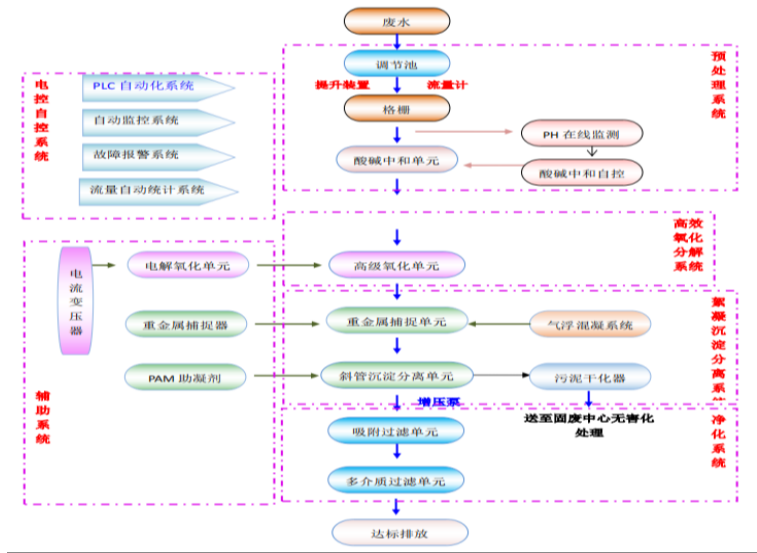 废水
调节池
提升装置
流量计
格栅
PH 在线监测
酸碱中和单元
酸碱中和自控
预处理系统
电控自控系统
PLC 自动化系统
自动监控系统
故障报警系统
流量自动统计系统
高效
氧化
分解
系统
电流变压器
电解氧化单元
高级氧化单元
重金属捕捉器
重金属捕捉单元
气浮混凝系统
PAM 助凝剂
斜管沉淀分离单元
污泥干化器
絮凝沉淀分离系统
辅助系统
增压泵
送至固废中心无害化
处理
吸附过滤单元
多介质过滤单元
净化系统
达标排放